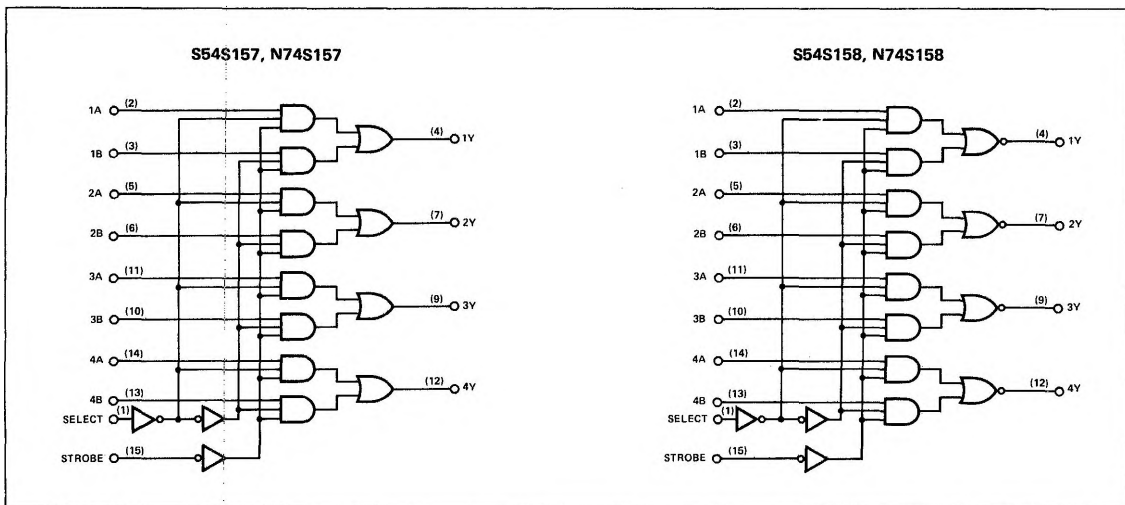 S54S157, N74S157
1A (2)
1B (3)
2A (5)
2B (6)
3A (11)
3B (10)
4A (14)
4B (13)
SELECT (1)
STROBE (15)
(4) 1Y
(7) 2Y
(9) 3Y
(12) 4Y
S54S158, N74S158
1A (2)
1B (3)
2A (5)
2B (6)
3A (11)
3B (10)
4A (14)
4B (13)
SELECT (1)
STROBE (15)
(4) 1Y
(7) 2Y
(9) 3Y
(12) 4Y